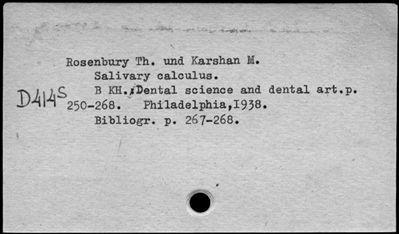 Rosenbury Th. und Karshan M.
Salivary calculus.
B KH.:Dental science and dental art.p.
D414S 250-268. Philadelphia,I938.
Bibliogr. p. 267-268.